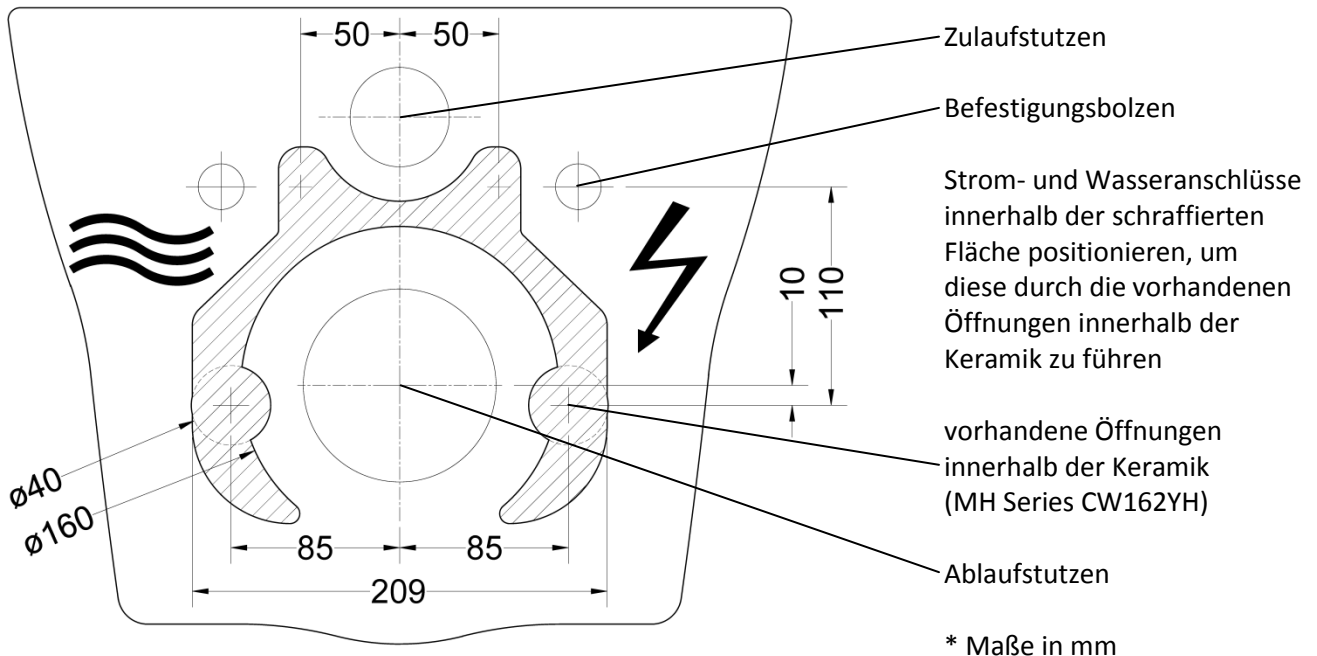 50
50
Zulaufstutzen
Befestigungsbolzen
Strom- und Wasseranschlüsse
innerhalb der schraffierten
Fläche positionieren, um
diese durch die vorhandenen
Öffnungen innerhalb der
Keramik zu führen
10
110
vorhandene Öffnungen
innerhalb der Keramik
(MH Series CW162YH)
ø40
ø160
85
85
209
Ablaufstutzen
* Maße in mm